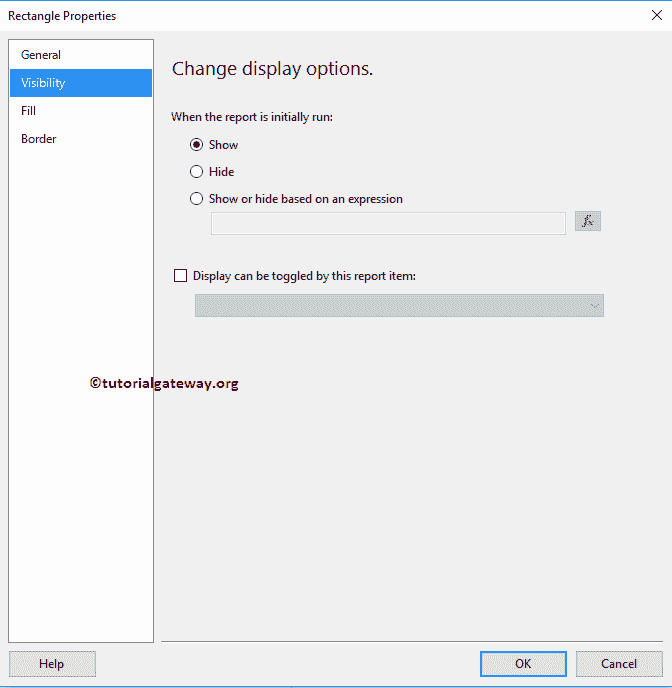 Rectangle Properties
General
Visibility
Fill
Border
Change display options.
When the report is initially run:
Show
Hide
Show or hide based on an expression
fx
Display can be toggled by this report item:
©tutorialgateway.org
Help
OK
Cancel